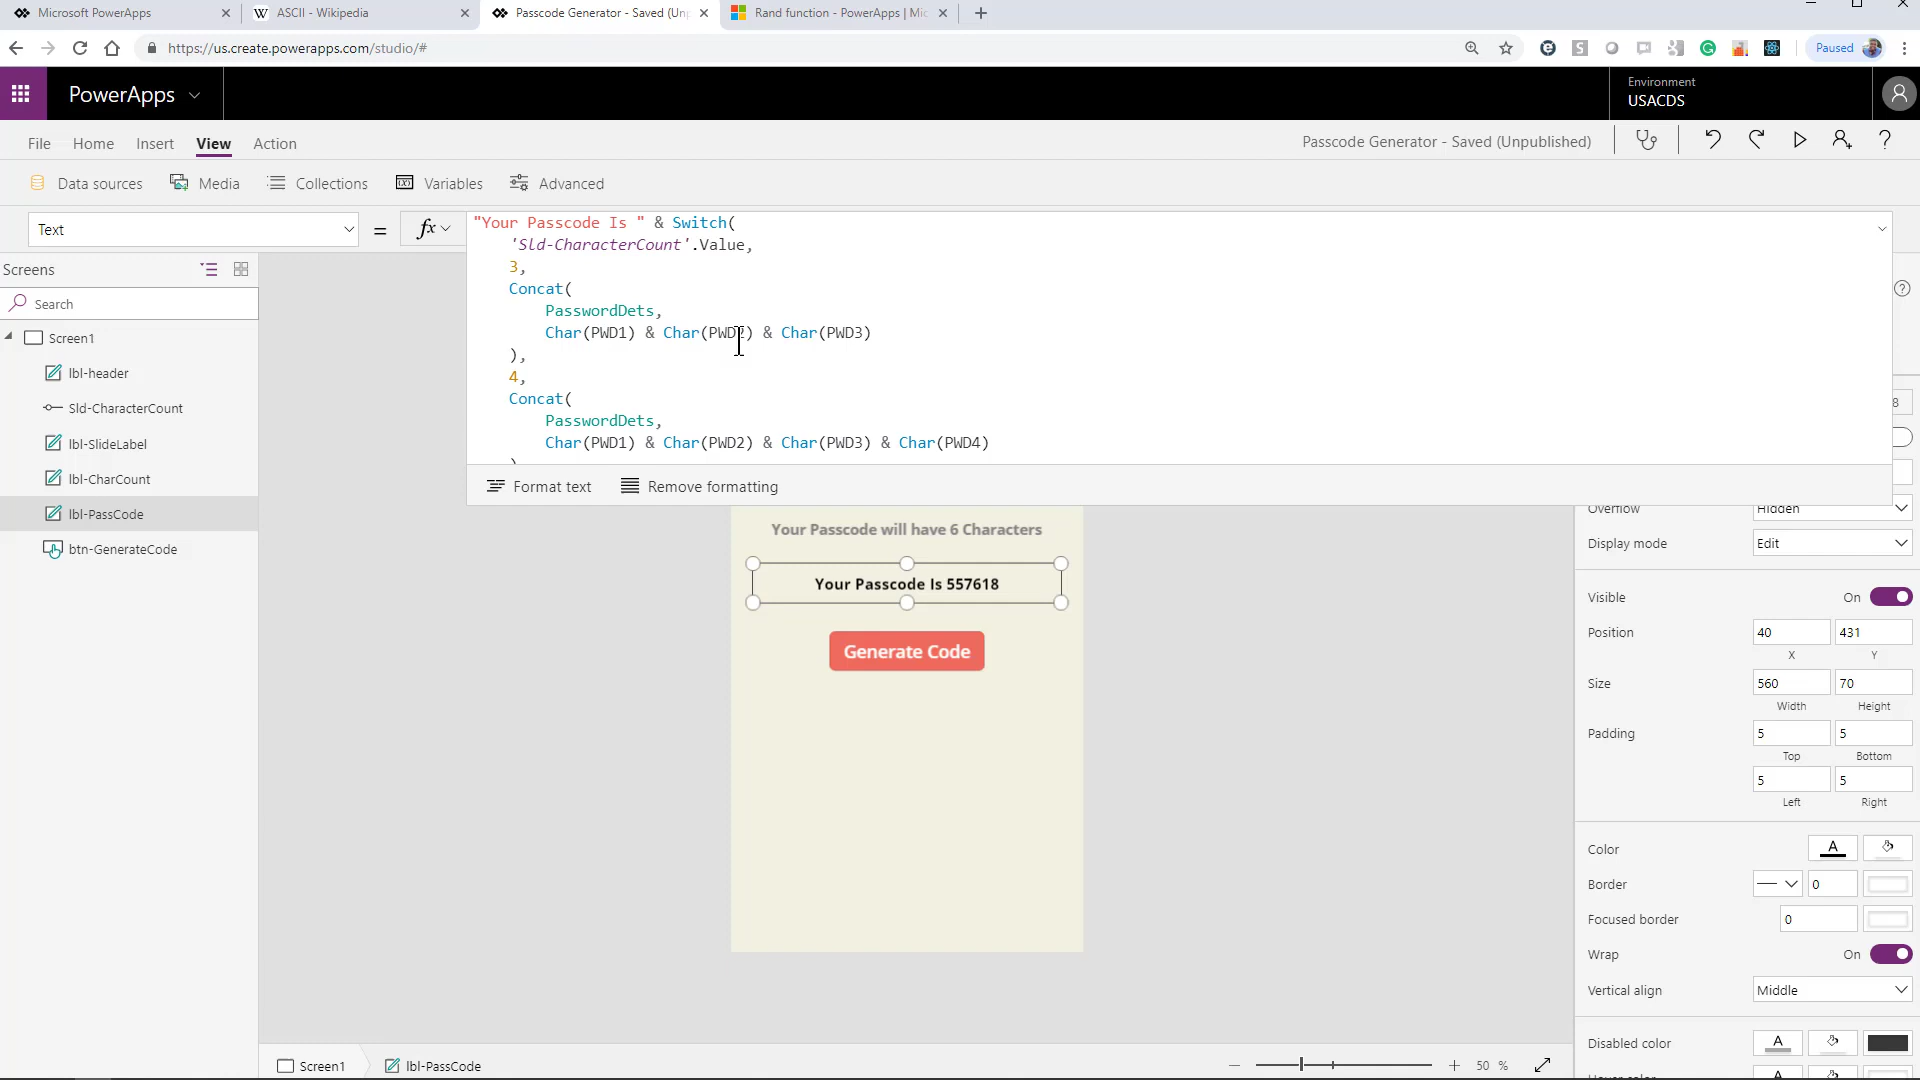 Microsoft PowerApps
ASCII - Wikipedia
Passcode Generator - Saved (Un
Rand function - PowerApps | Mic
https://us.create.powerapps.com/studio/#
Paused
PowerApps
Environment
USACDS
File
Home
Insert
View
Action
Passcode Generator - Saved (Unpublished)
Data sources
Media
Collections
Variables
Advanced
Text
=
fx
"Your Passcode Is " & Switch(
'Sld-CharacterCount'.Value,
3,
Concat(
PasswordDets,
Char(PWD1) & Char(PWD2) & Char(PWD3)
),
4,
Concat(
PasswordDets,
Char(PWD1) & Char(PWD2) & Char(PWD3) & Char(PWD4)
Format text
Remove formatting
Screens
Search
Screen1
lbl-header
Sld-CharacterCount
lbl-SlideLabel
lbl-CharCount
lbl-PassCode
btn-GenerateCode
Your Passcode will have 6 Characters
Your Passcode Is 557618
Generate Code
8
Overflow
Hidden
Display mode
Edit
Visible
On
Position
40
431
X
Y
Size
560
70
Width
Height
Padding
5
5
Top
Bottom
5
5
Left
Right
Color
A
Border
0
Focused border
0
Wrap
On
Vertical align
Middle
Disabled color
A
Screen1
lbl-PassCode
50 %